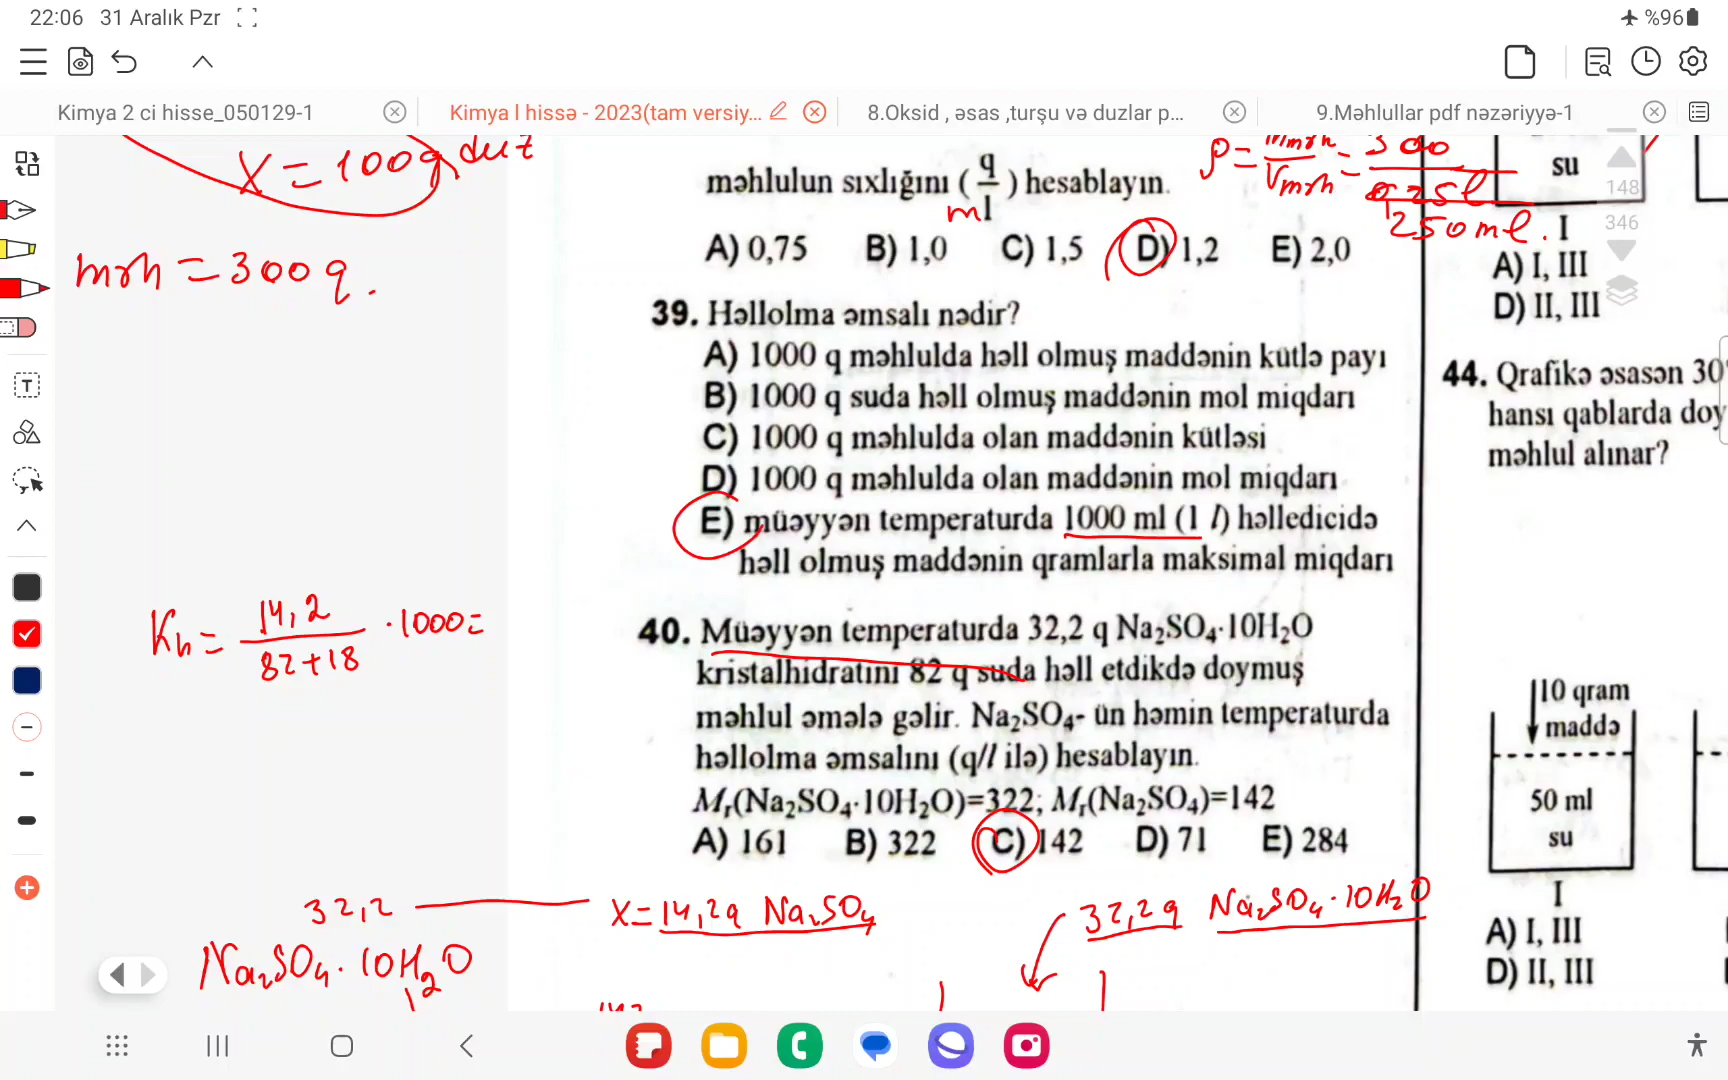 22:06 31 Aralık Pzr
%96
Kimya 2 ci hisse_050129-1
Kimya I hissə - 2023(tam versiy...
8.Oksid , əsas ,turşu və duzlar p...
9.Məhlullar pdf nəzəriyyə-1
X = 100q duz
mrh = 300 q.
məhlulun sıxlığını ( q/ml ) hesablayın.
ρ = mmrh/Vmrh = 300/0,25l
250 ml.
A) 0,75 B) 1,0 C) 1,5 D) 1,2 E) 2,0
39. Həllolma əmsalı nədir?
A) 1000 q məhlulda həll olmuş maddənin kütlə payı
B) 1000 q suda həll olmuş maddənin mol miqdarı
C) 1000 q məhlulda olan maddənin kütləsi
D) 1000 q məhlulda olan maddənin mol miqdarı
E) müəyyən temperaturda 1000 ml (1 l) həlledicidə
həll olmuş maddənin qramlarla maksimal miqdarı
Kh = 14,2/82+18 · 1000 =
40. Müəyyən temperaturda 32,2 q Na₂SO₄·10H₂O
kristalhidratını 82 q suda həll etdikdə doymuş
məhlul əmələ gəlir. Na₂SO₄- ün həmin temperaturda
həllolma əmsalını (q/l ilə) hesablayın.
Mr(Na₂SO₄·10H₂O)=322; Mr(Na₂SO₄)=142
A) 161 B) 322 C) 142 D) 71 E) 284
32,2 X = 14,2q Na₂SO₄
32,2q Na₂SO₄ · 10H₂O
Na₂SO₄ · 10H₂O
su
148
346
I
A) I, III
D) II, III
44. Qrafikə əsasən 30
hansı qablarda doy
məhlul alınar?
10 qram
maddə
50 ml
su
I
A) I, III
D) II, III